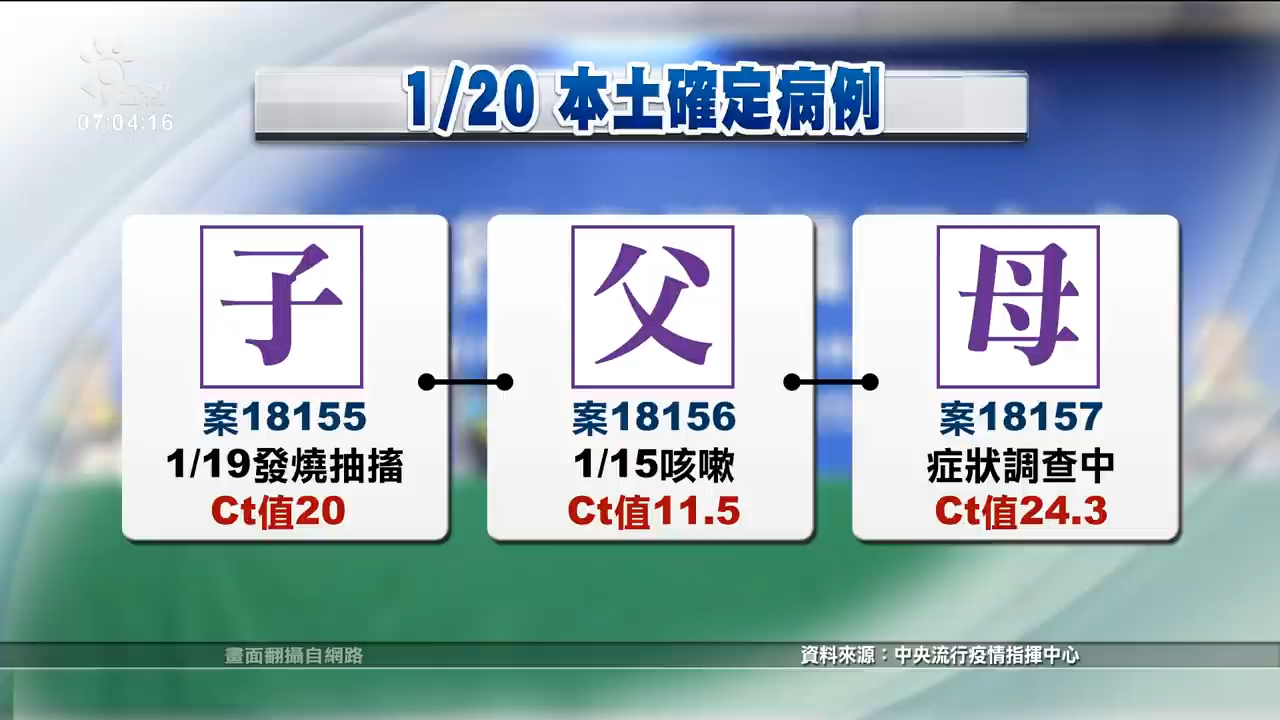 07:04:16
1/20 本土確定病例
子
案18155
1/19發燒抽搐
Ct值20
父
案18156
1/15咳嗽
Ct值11.5
母
案18157
症狀調查中
Ct值24.3
畫面翻攝自網路
資料來源：中央流行疫情指揮中心